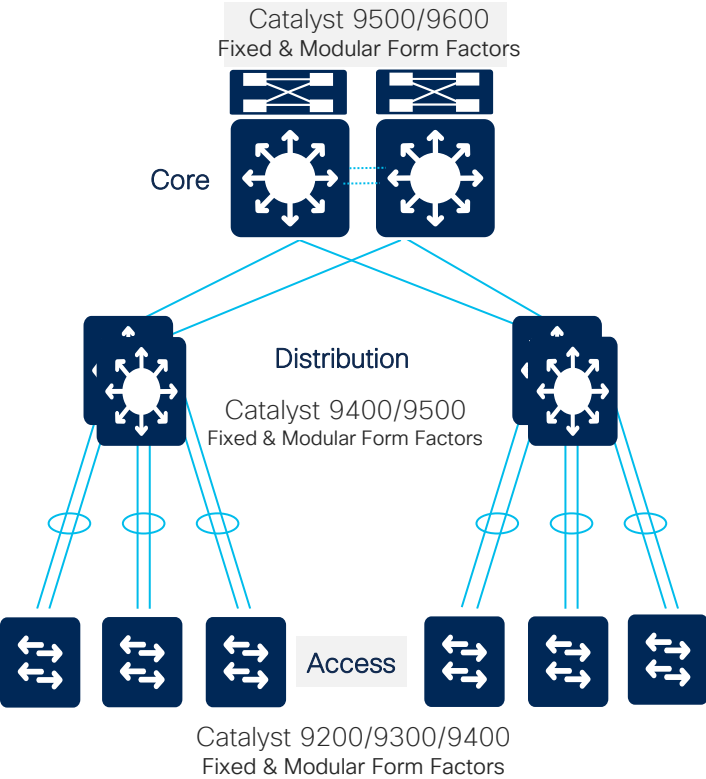 Catalyst 9500/9600
Fixed & Modular Form Factors
Core
Distribution
Catalyst 9400/9500
Fixed & Modular Form Factors
Access
Catalyst 9200/9300/9400
Fixed & Modular Form Factors